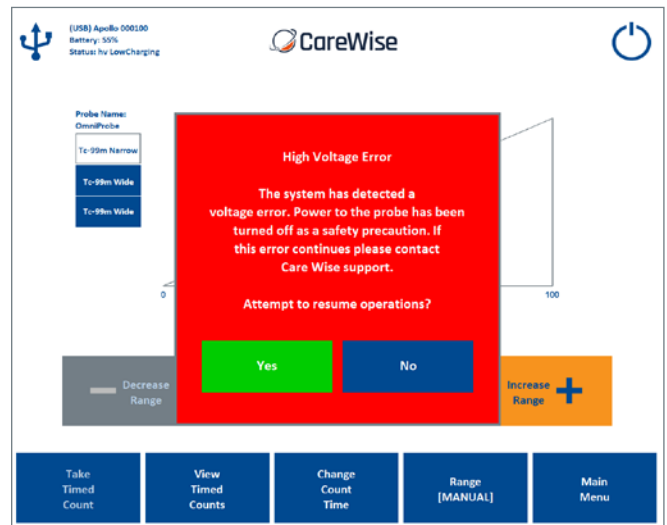 (USB) Apollo 000100
Battery: 55%
Status: hv LowCharging
CareWise
Probe Name:
OmniProbe
Tc-99m Narrow
Tc-99m Wide
Tc-99m Wide
High Voltage Error
The system has detected a
voltage error. Power to the probe has been
turned off as a safety precaution. If
this error continues please contact
Care Wise support.
Attempt to resume operations?
Yes
No
0
100
Decrease
Range
Increase
Range
Take
Timed
Count
View
Timed
Counts
Change
Count
Time
Range
[MANUAL]
Main
Menu